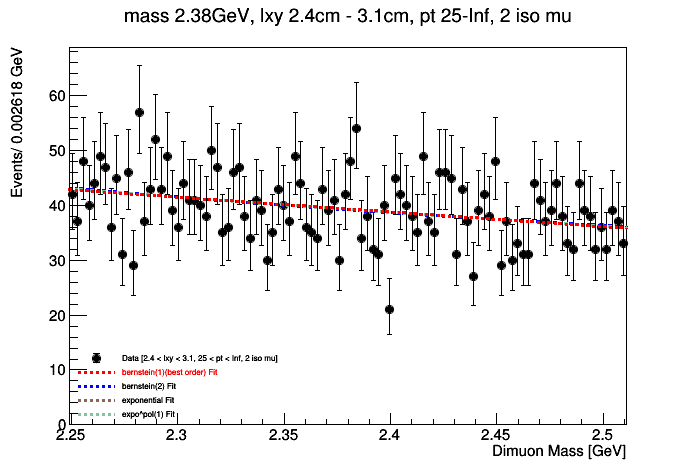 mass 2.38GeV, lxy 2.4cm - 3.1cm, pt 25-Inf, 2 iso mu
Events/ 0.002618 GeV
60
50
40
30
20
10
0
Data [2.4 < lxy < 3.1, 25 < pt < Inf, 2 iso mu]
bernstein(1)(best order) Fit
bernstein(2) Fit
exponential Fit
expo*pol(1) Fit
2.25 2.3 2.35 2.4 2.45 2.5
Dimuon Mass [GeV]